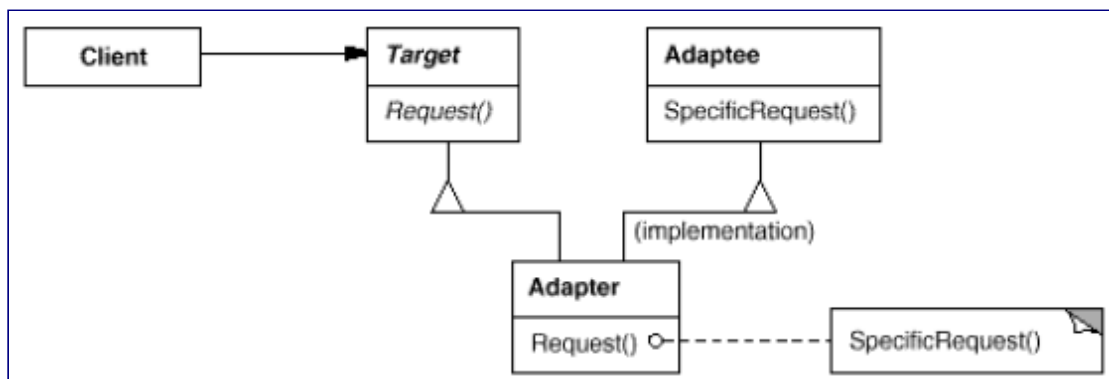 Client
Target
Request()
Adaptee
SpecificRequest()
(implementation)
Adapter
Request()
SpecificRequest()